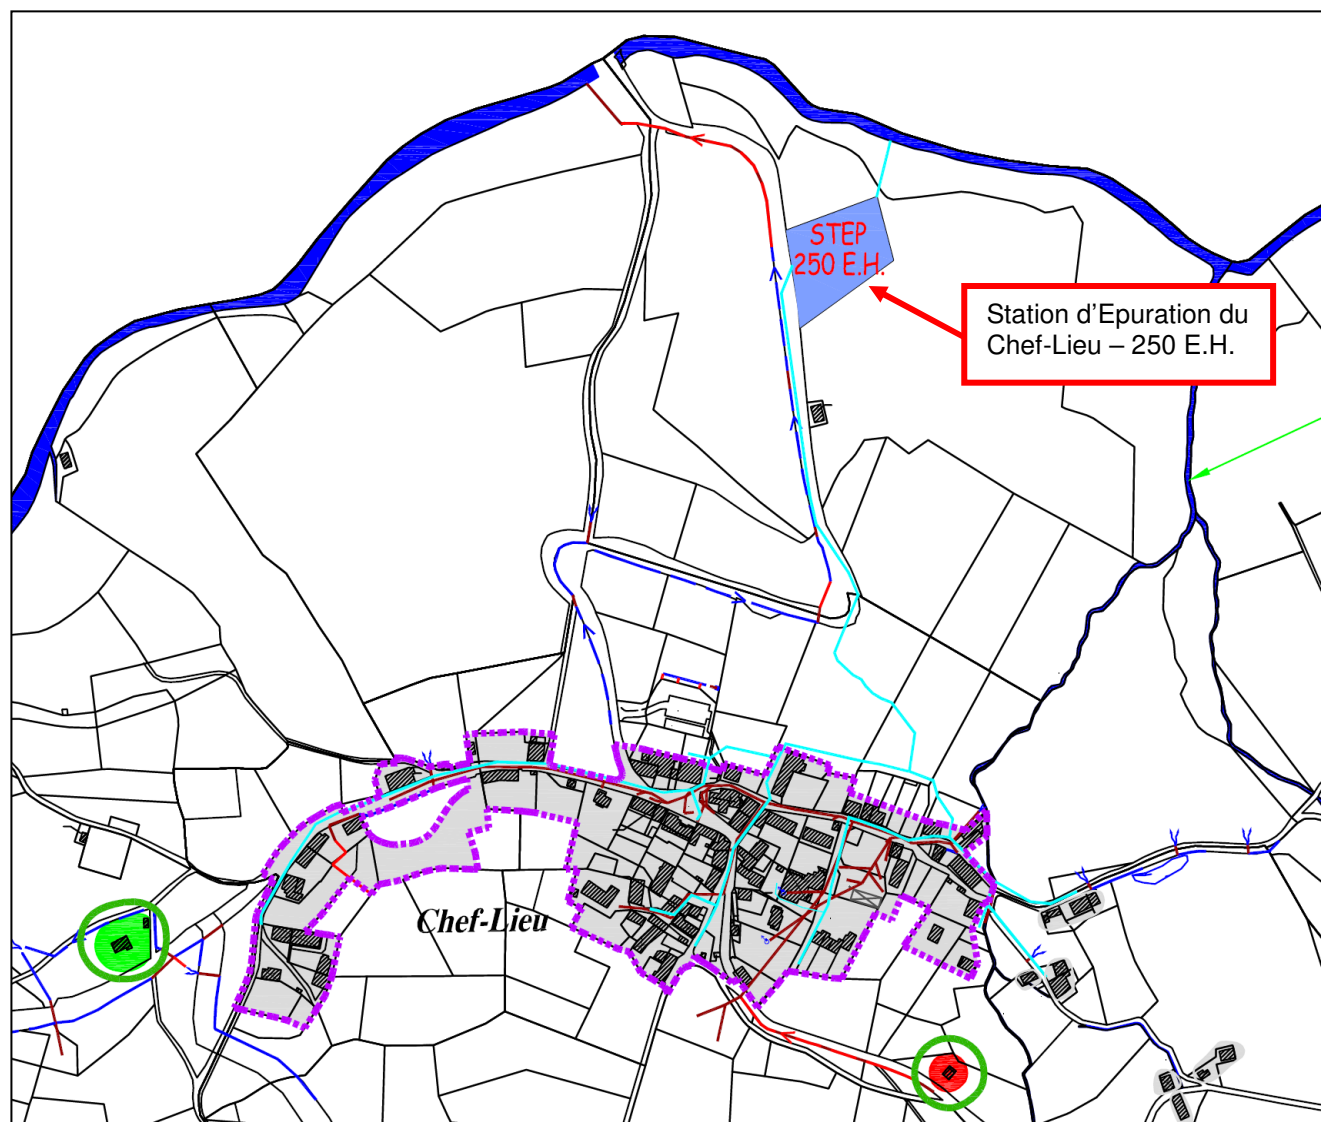 STEP
250 E.H.
Station d’Epuration du
Chef-Lieu – 250 E.H.
Chef-Lieu